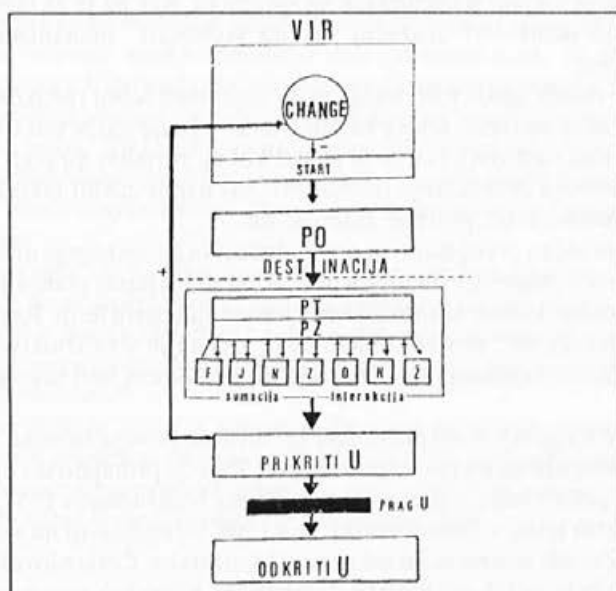 VIR
CHANGE
START
PO
DESTINACIJA
+
PT
PZ
F J N Z O N Ž
sumacija interakcija
PRIKRITI U
PRAG U
ODKRITI U